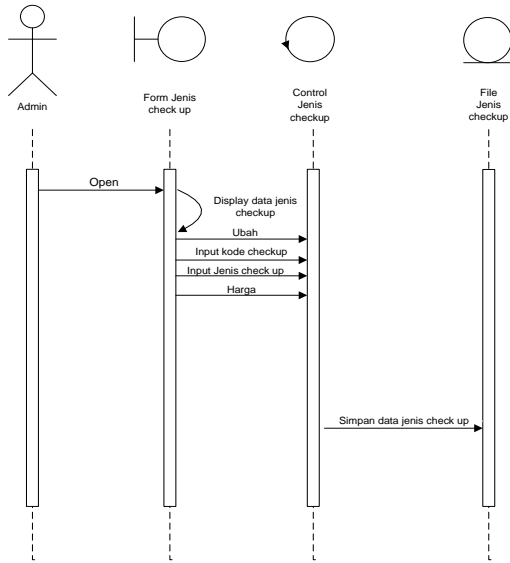 Admin
Form Jenis
check up
Control
Jenis
checkup
File
Jenis
checkup
Open
Display data jenis
checkup
Ubah
Input kode checkup
Input Jenis check up
Harga
Simpan data jenis check up